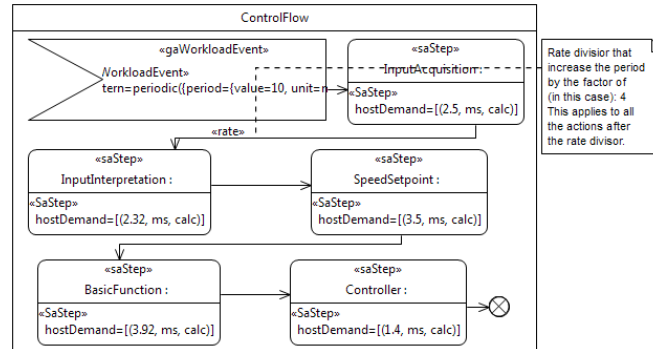 ControlFlow
«gaWorkloadEvent»
WorkloadEvent»
tern=periodic({period={value=10, unit=n
«saStep»
InputAcquisition :
«SaStep»
hostDemand=[(2.5, ms, calc)]
Rate divisior that
increase the period
by the factor of
(in this case): 4
This applies to all
the actions after
the rate divisor.
«rate»
«saStep»
InputInterpretation :
«SaStep»
hostDemand=[(2.32, ms, calc)]
«saStep»
SpeedSetpoint :
«SaStep»
hostDemand=[(3.5, ms, calc)]
«saStep»
BasicFunction :
«SaStep»
hostDemand=[(3.92, ms, calc)]
«saStep»
Controller :
«SaStep»
hostDemand=[(1.4, ms, calc)]